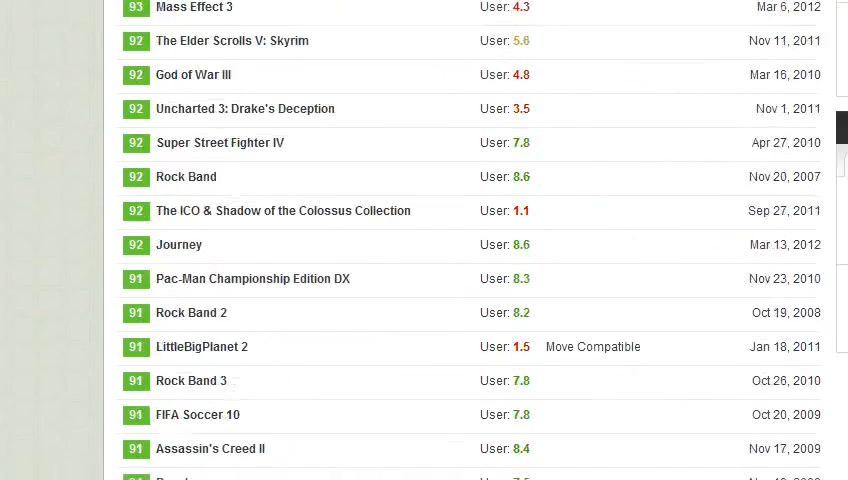 93 Mass Effect 3 User: 4.3 Mar 6, 2012
92 The Elder Scrolls V: Skyrim User: 5.6 Nov 11, 2011
92 God of War III User: 4.8 Mar 16, 2010
92 Uncharted 3: Drake's Deception User: 3.5 Nov 1, 2011
92 Super Street Fighter IV User: 7.8 Apr 27, 2010
92 Rock Band User: 8.6 Nov 20, 2007
92 The ICO & Shadow of the Colossus Collection User: 1.1 Sep 27, 2011
92 Journey User: 8.6 Mar 13, 2012
91 Pac-Man Championship Edition DX User: 8.3 Nov 23, 2010
91 Rock Band 2 User: 8.2 Oct 19, 2008
91 LittleBigPlanet 2 User: 1.5 Move Compatible Jan 18, 2011
91 Rock Band 3 User: 7.8 Oct 26, 2010
91 FIFA Soccer 10 User: 7.8 Oct 20, 2009
91 Assassin's Creed II User: 8.4 Nov 17, 2009